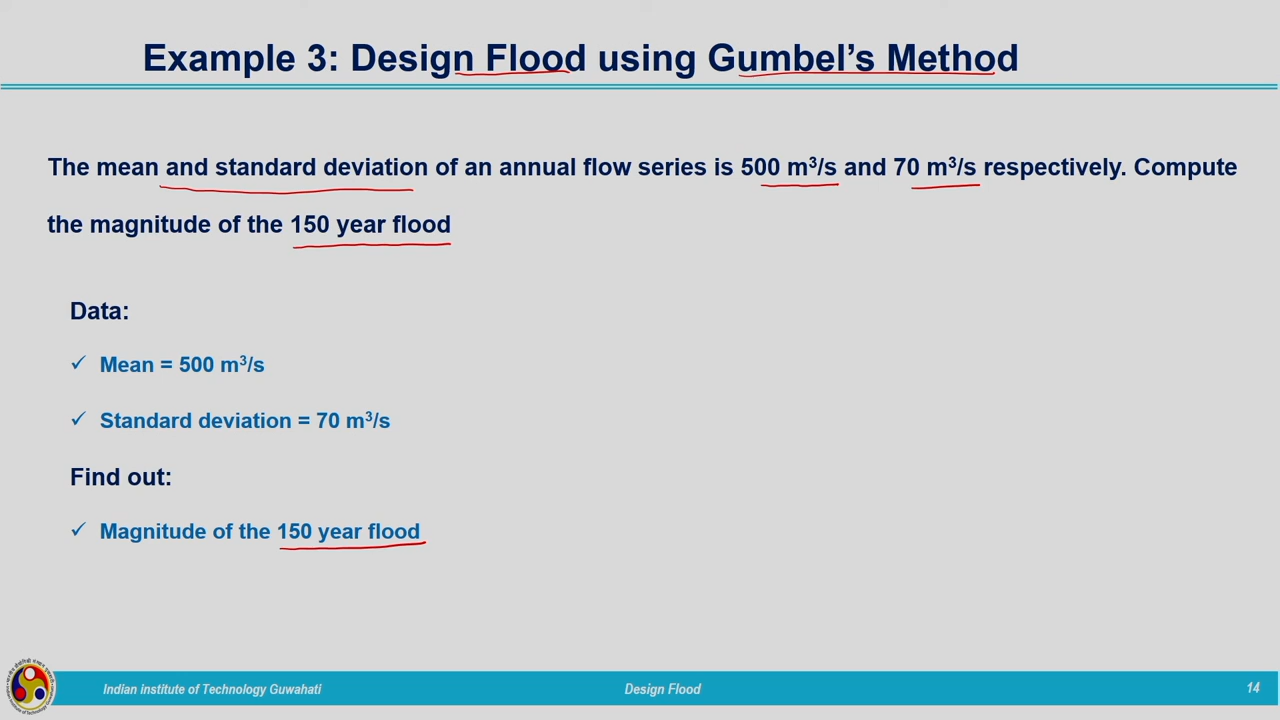 Example 3: Design Flood using Gumbel's Method
The mean and standard deviation of an annual flow series is 500 m³/s and 70 m³/s respectively. Compute
the magnitude of the 150 year flood
Data:
✓ Mean = 500 m³/s
✓ Standard deviation = 70 m³/s
Find out:
✓ Magnitude of the 150 year flood
Indian institute of Technology Guwahati
Design Flood
14